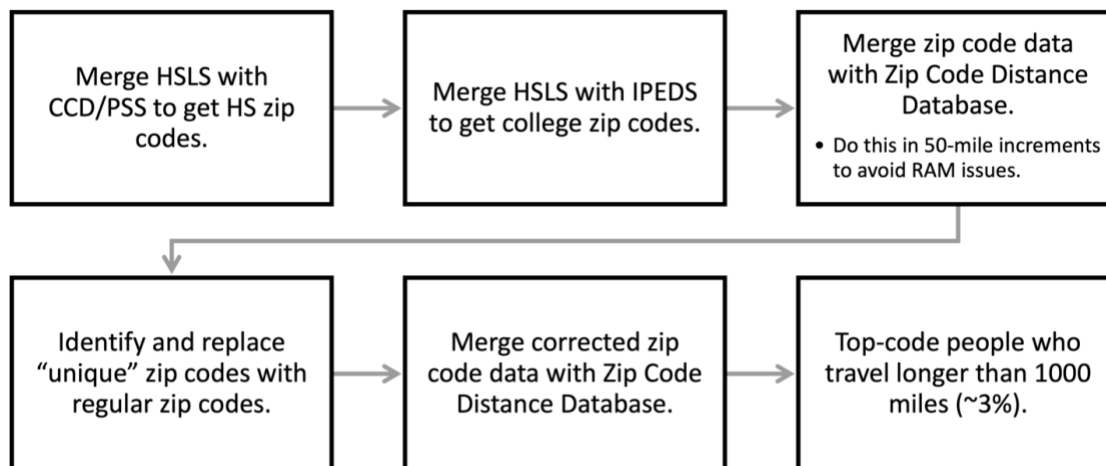 Merge HSLS with
CCD/PSS to get HS zip
codes.
Merge HSLS with IPEDS
to get college zip codes.
Merge zip code data
with Zip Code Distance
Database.
• Do this in 50-mile increments
to avoid RAM issues.
Identify and replace
“unique” zip codes with
regular zip codes.
Merge corrected zip
code data with Zip Code
Distance Database.
Top-code people who
travel longer than 1000
miles (~3%).